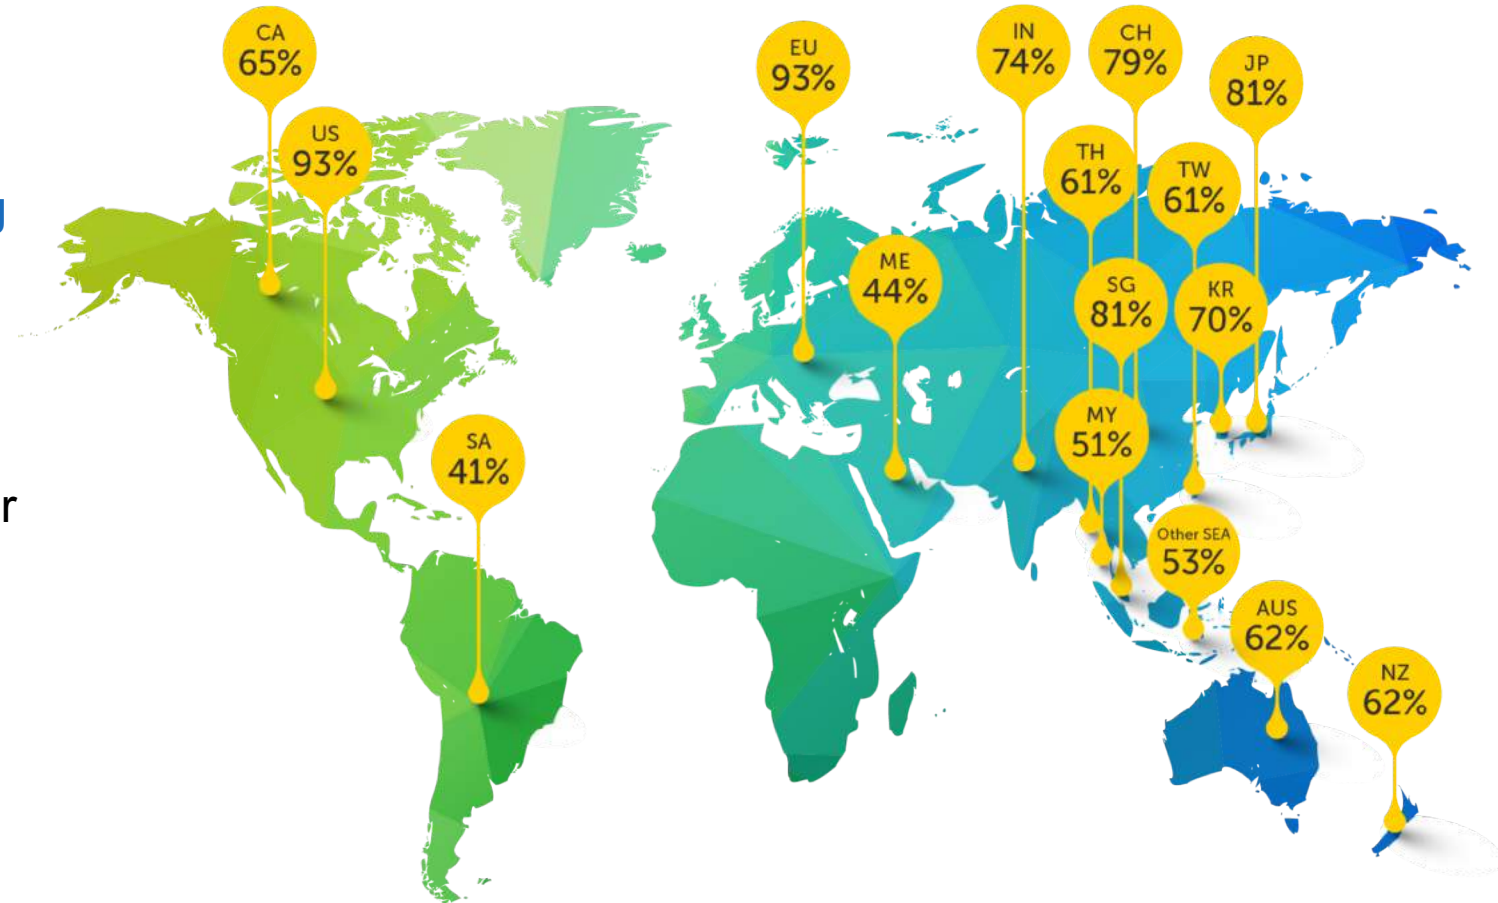 CA
65%
US
93%
EU
93%
IN
74%
CH
79%
JP
81%
TH
61%
TW
61%
ME
44%
SG
81%
KR
70%
MY
51%
SA
41%
r
Other SEA
53%
AUS
62%
NZ
62%